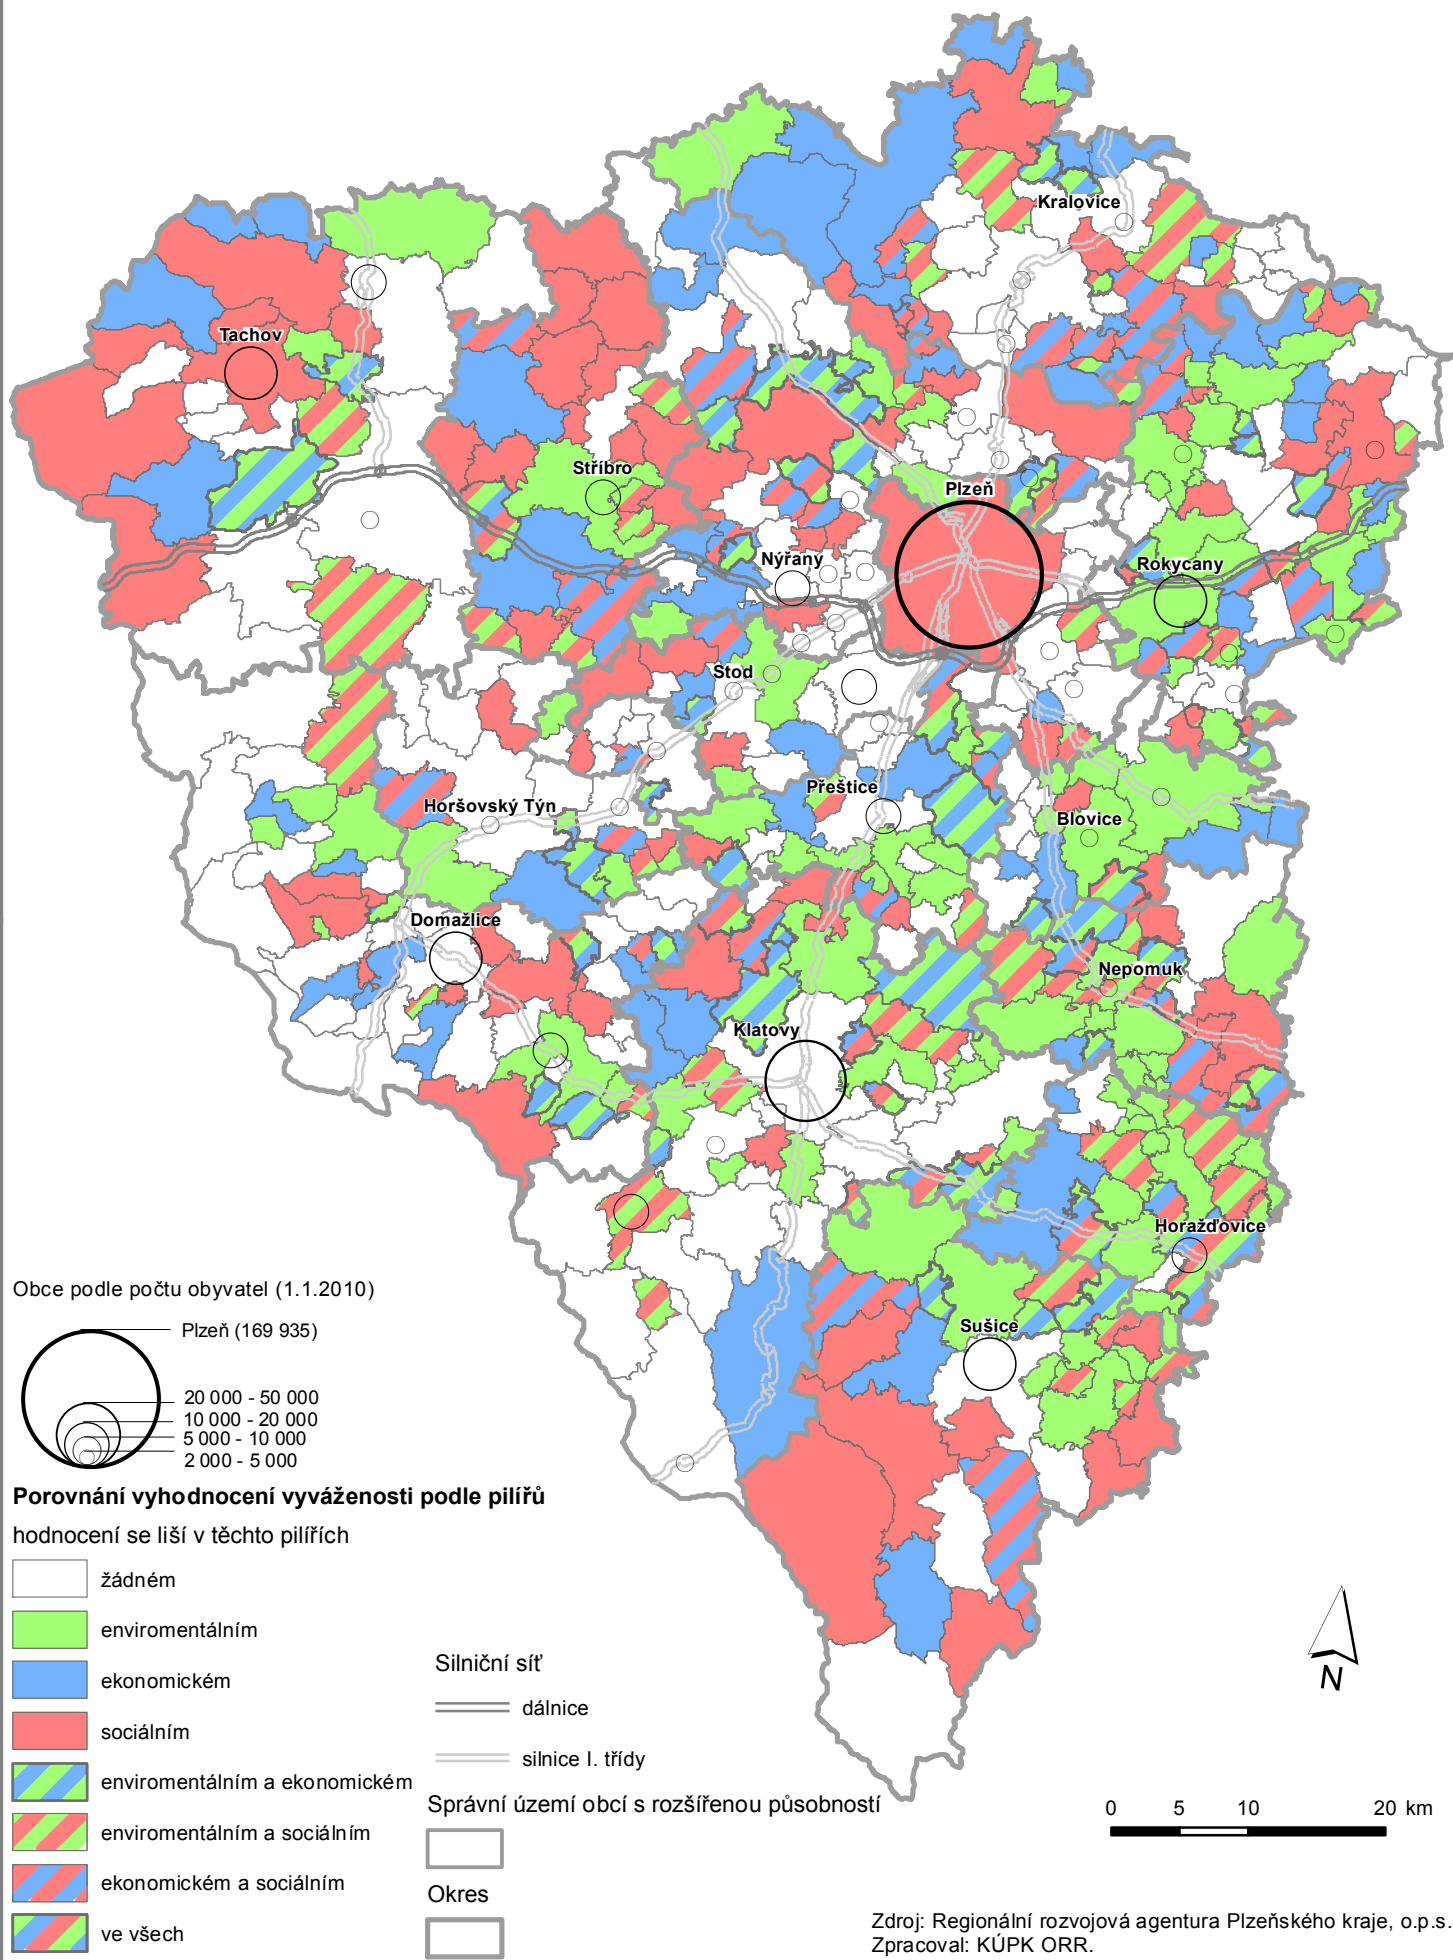 Kralovice
Tachov
Stříbro
Plzeň
Nýřany
Rokycany
Stod
Přeštice
Horšovský Týn
Blovice
Domažlice
Nepomuk
Klatovy
Horažďovice
Sušice
Obce podle počtu obyvatel (1.1.2010)
Plzeň (169 935)
20 000 - 50 000
10 000 - 20 000
5 000 - 10 000
2 000 - 5 000
Porovnání vyhodnocení vyváženosti podle pilířů
hodnocení se liší v těchto pilířích
žádném
enviromentálním
ekonomickém
sociálním
enviromentálním a ekonomickém
enviromentálním a sociálním
ekonomickém a sociálním
ve všech
Silniční síť
dálnice
silnice I. třídy
Správní území obcí s rozšířenou působností
Okres
N
0 5 10 20 km
Zdroj: Regionální rozvojová agentura Plzeňského kraje, o.p.s.
Zpracoval: KÚPK ORR.